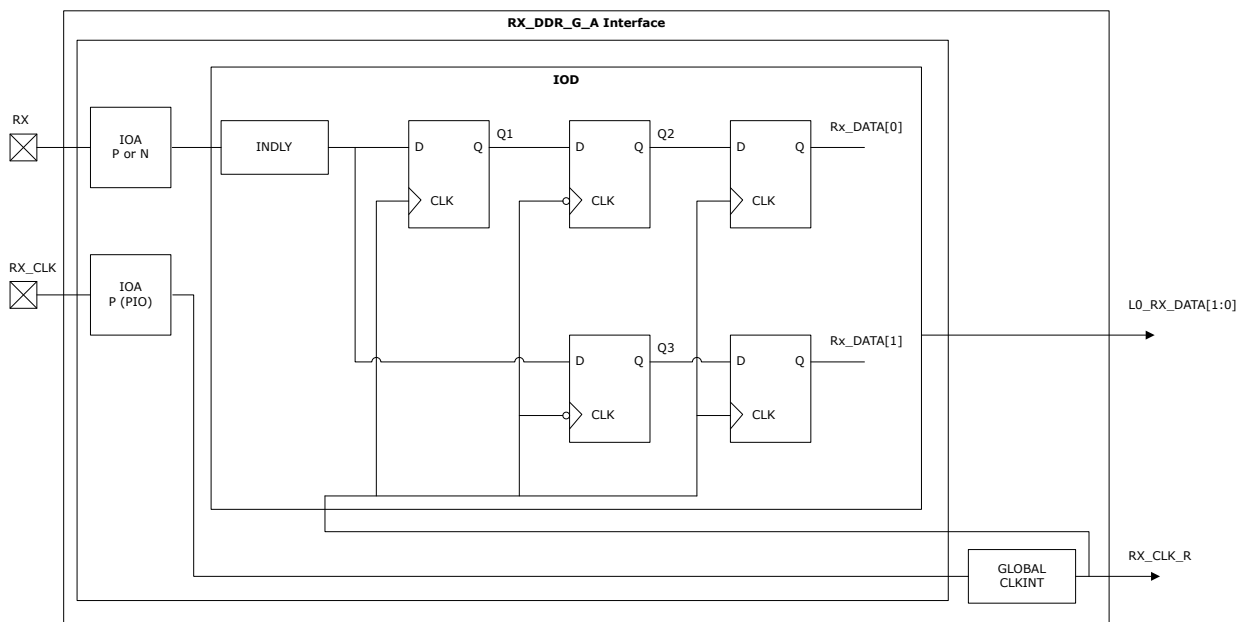 RX_DDR_G_A Interface
IOD
RX
IOA
P or N
INDLY
D
Q
CLK
Q1
D
Q
CLK
Q2
D
Q
CLK
Rx_DATA[0]
RX_CLK
IOA
P (PIO)
L0_RX_DATA[1:0]
D
Q
CLK
Q3
D
Q
CLK
Rx_DATA[1]
GLOBAL
CLKINT
RX_CLK_R